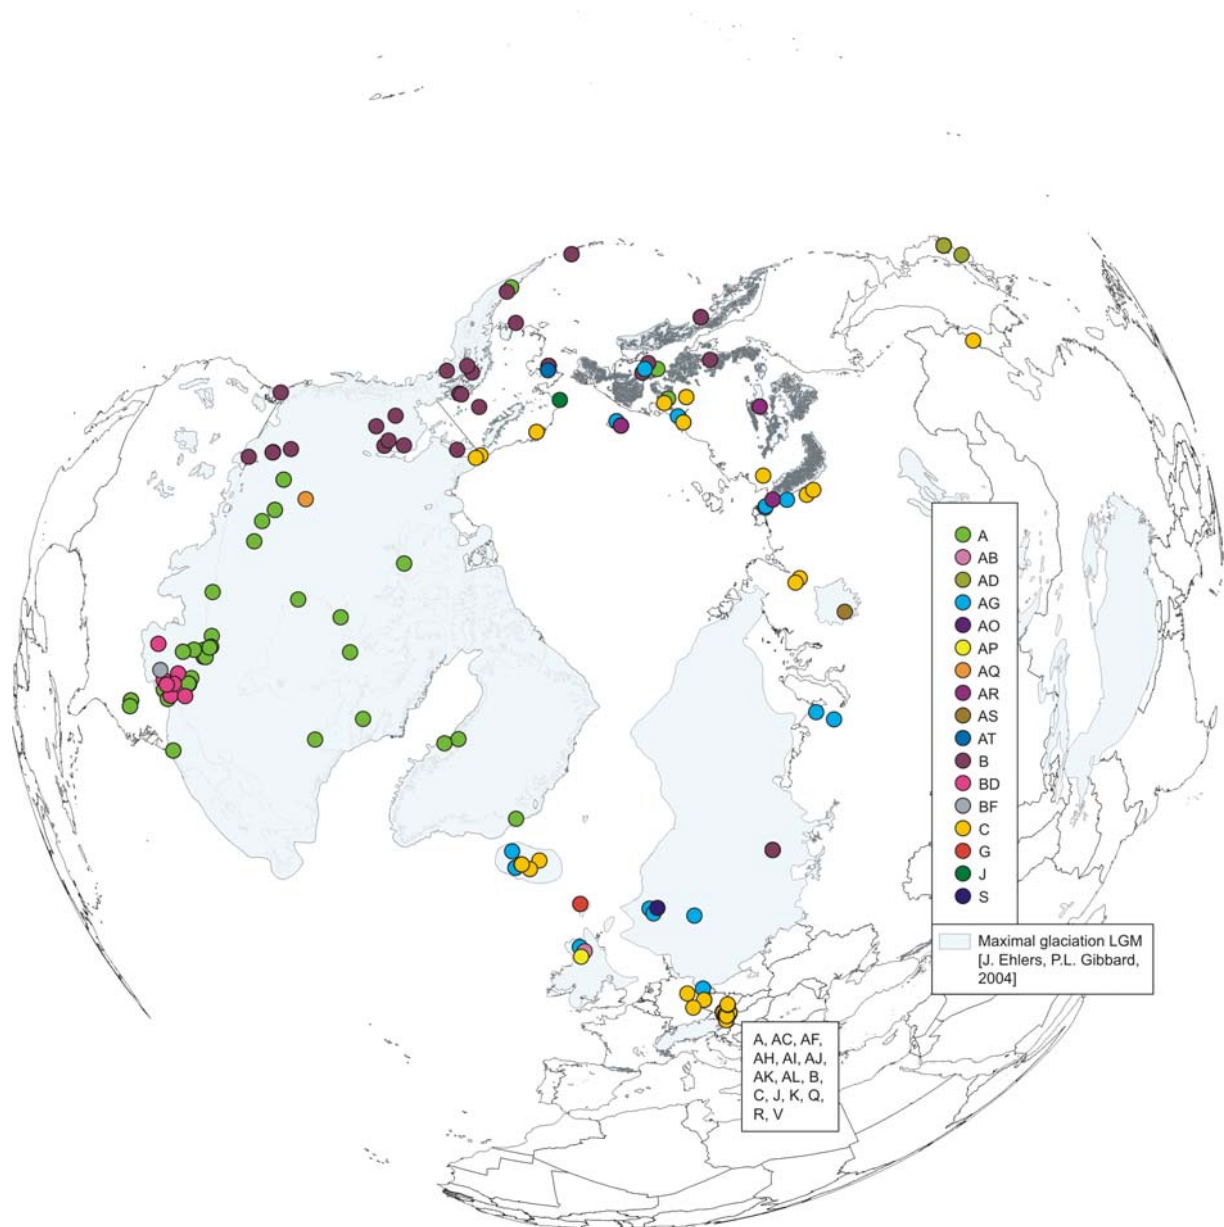 A
AB
AD
AG
AO
AP
AQ
AR
AS
AT
B
BD
BF
C
G
J
S
Maximal glaciation LGM
[J. Ehlers, P.L. Gibbard,
2004]
A, AC, AF,
AH, AI, AJ,
AK, AL, B,
C, J, K, Q,
R, V